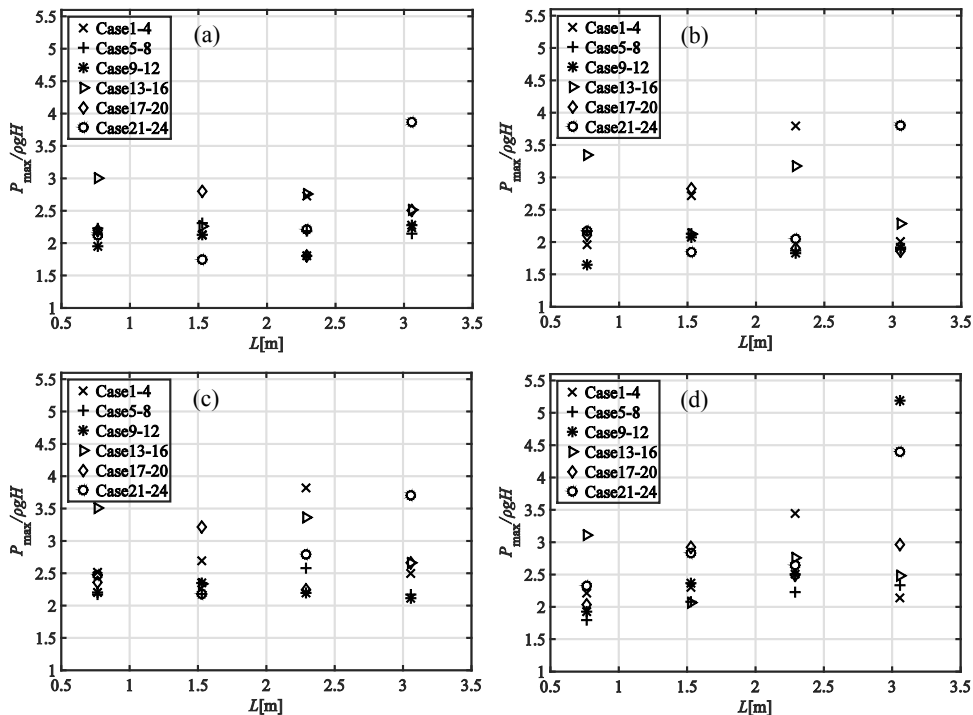 5.5
5
4.5
4
3.5
3
2.5
2
1.5
1
P_max/ρgH
Case1-4
Case5-8
Case9-12
Case13-16
Case17-20
Case21-24
(a)
0.5 1 1.5 2 2.5 3 3.5
L[m]
5.5
5
4.5
4
3.5
3
2.5
2
1.5
1
P_max/ρgH
Case1-4
Case5-8
Case9-12
Case13-16
Case17-20
Case21-24
(b)
0.5 1 1.5 2 2.5 3 3.5
L[m]
5.5
5
4.5
4
3.5
3
2.5
2
1.5
1
P_max/ρgH
Case1-4
Case5-8
Case9-12
Case13-16
Case17-20
Case21-24
(c)
0.5 1 1.5 2 2.5 3 3.5
L[m]
5.5
5
4.5
4
3.5
3
2.5
2
1.5
1
P_max/ρgH
Case1-4
Case5-8
Case9-12
Case13-16
Case17-20
Case21-24
(d)
0.5 1 1.5 2 2.5 3 3.5
L[m]